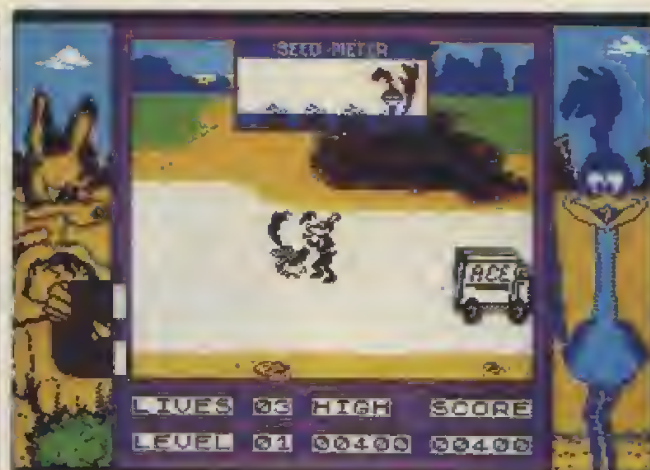 SEED METER
ACE
LIVES 03 HIGH SCORE
LEVEL 01 00400 00400